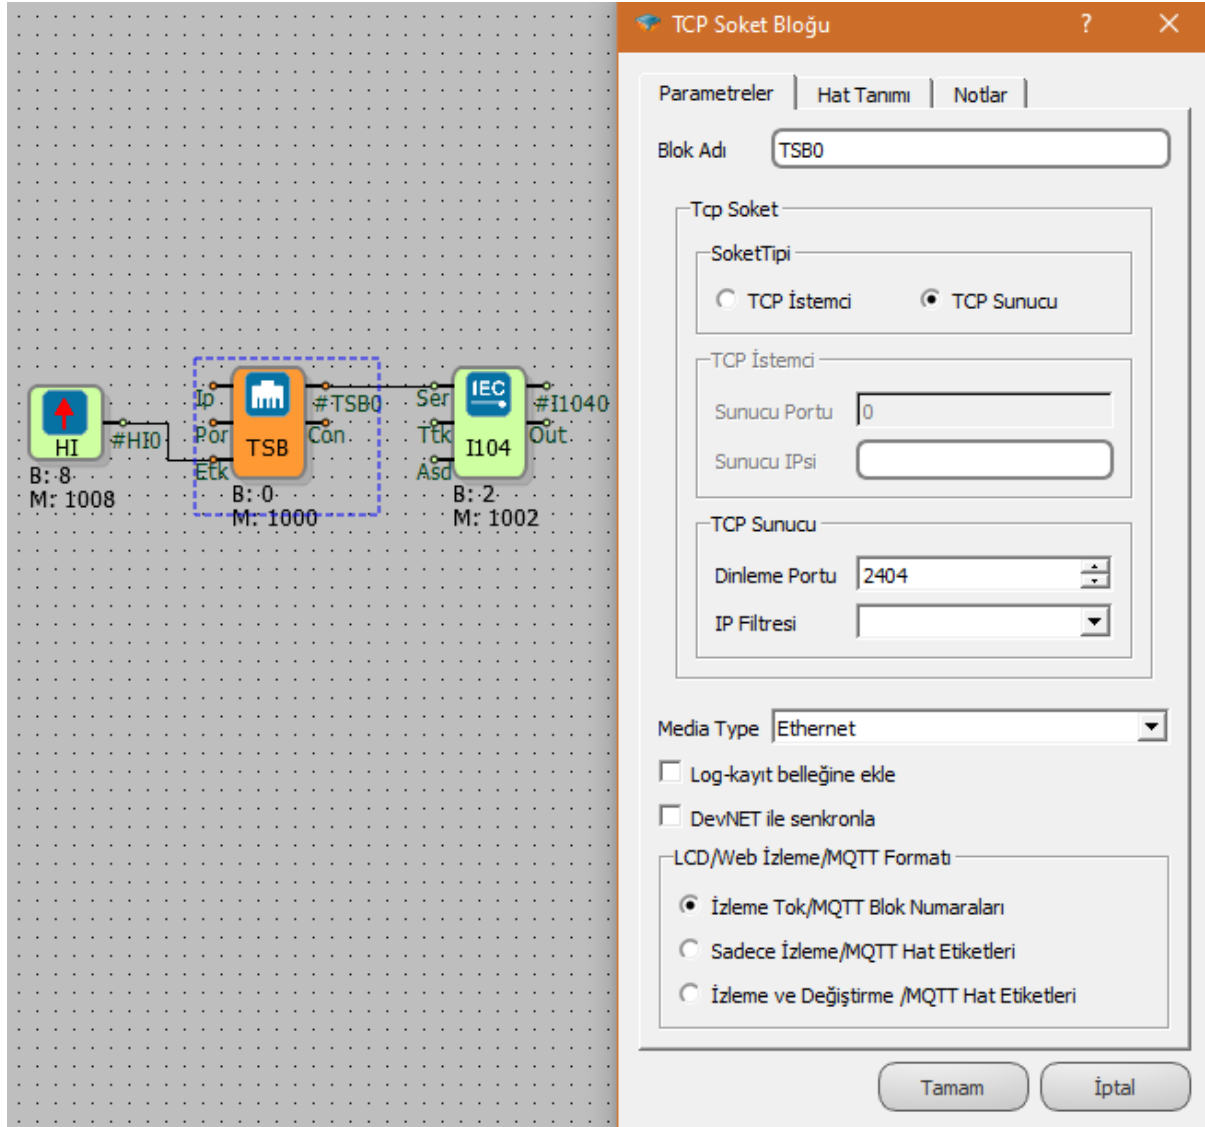 TCP Soket Bloğu ? ×
Parametreler Hat Tanımı Notlar
Blok Adı TSB0
Tcp Soket
SoketTipi
TCP İstemci TCP Sunucu
TCP İstemci
Sunucu Portu 0
Sunucu IPsi
TCP Sunucu
Dinleme Portu 2404
IP Filtresi
Media Type Ethernet
Log-kayıt belleğine ekle
DevNET ile senkronla
LCD/Web İzleme/MQTT Formatı
İzleme Tok/MQTT Blok Numaraları
Sadece İzleme/MQTT Hat Etiketleri
İzleme ve Değiştirme /MQTT Hat Etiketleri
Tamam İptal
HI
#HI0
B: 8
M: 1008
Ip
Por
Etk
TSB
#TSB0
Con
B: 0
M: 1000
Ser
Ttk
Asd
IEC
I104
#I1040
Out
B: 2
M: 1002